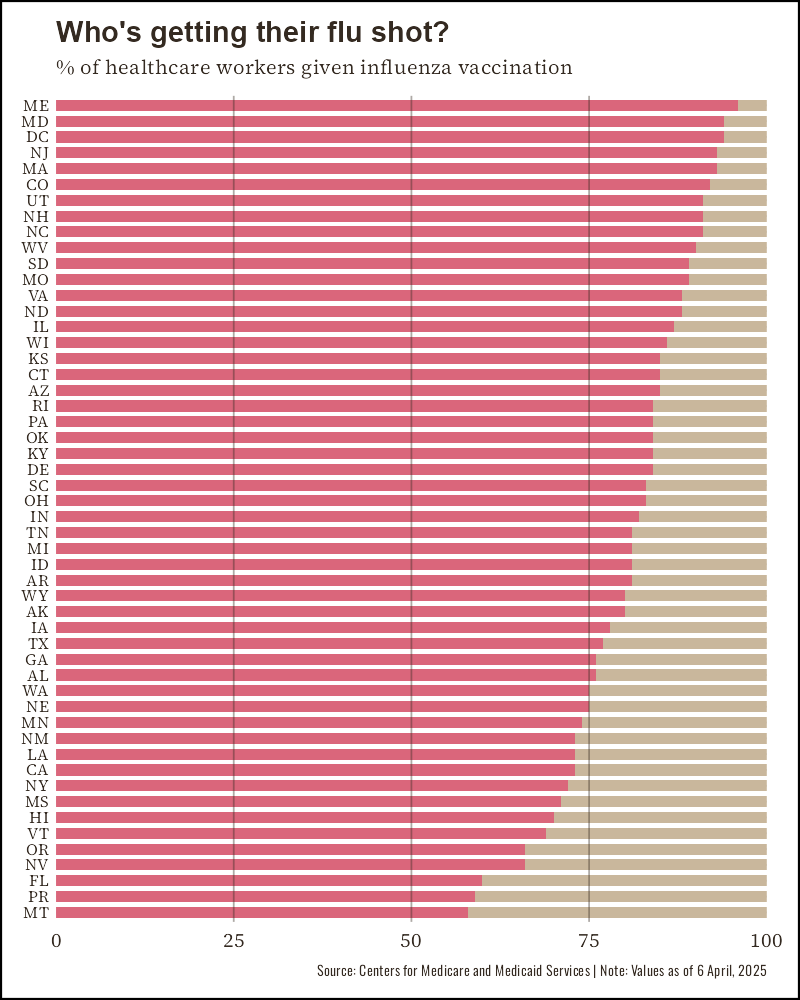 Who's getting their flu shot?
% of healthcare workers given influenza vaccination
ME
MD
DC
NJ
MA
CO
UT
NH
NC
WV
SD
MO
VA
ND
IL
WI
KS
CT
AZ
RI
PA
OK
KY
DE
SC
OH
IN
TN
MI
ID
AR
WY
AK
IA
TX
GA
AL
WA
NE
MN
NM
LA
CA
NY
MS
HI
VT
OR
NV
FL
PR
MT
0 25 50 75 100
Source: Centers for Medicare and Medicaid Services | Note: Values as of 6 April, 2025